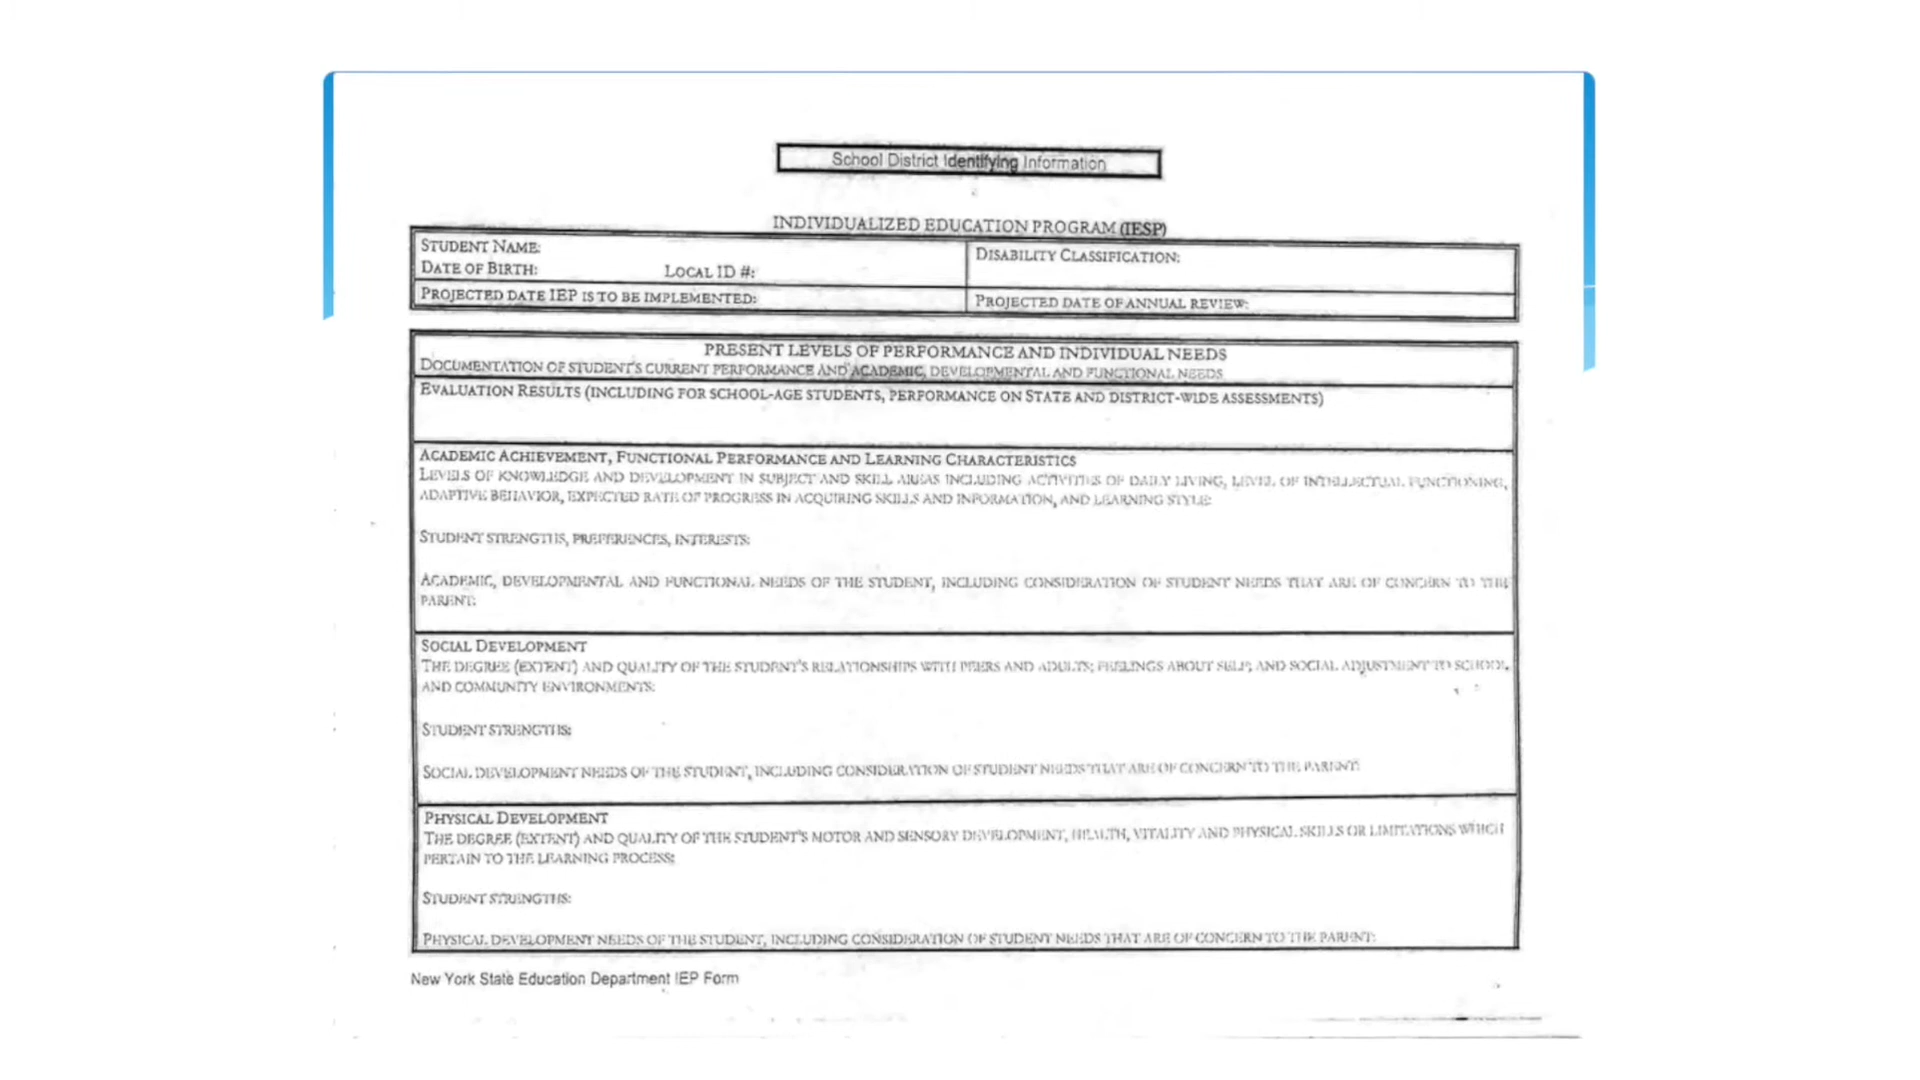 School District Identifying Information
INDIVIDUALIZED EDUCATION PROGRAM (IESP)
STUDENT NAME:
DATE OF BIRTH: LOCAL ID #:
DISABILITY CLASSIFICATION:
PROJECTED DATE IEP IS TO BE IMPLEMENTED:
PROJECTED DATE OF ANNUAL REVIEW:
PRESENT LEVELS OF PERFORMANCE AND INDIVIDUAL NEEDS
DOCUMENTATION OF STUDENT'S CURRENT PERFORMANCE AND ACADEMIC, DEVELOPMENTAL AND FUNCTIONAL NEEDS
EVALUATION RESULTS (INCLUDING FOR SCHOOL-AGE STUDENTS, PERFORMANCE ON STATE AND DISTRICT-WIDE ASSESSMENTS)
ACADEMIC ACHIEVEMENT, FUNCTIONAL PERFORMANCE AND LEARNING CHARACTERISTICS
LEVELS OF KNOWLEDGE AND DEVELOPMENT IN SUBJECT AND SKILL AREAS INCLUDING ACTIVITIES OF DAILY LIVING, LEVEL OF INTELLECTUAL FUNCTIONING,
ADAPTIVE BEHAVIOR, EXPECTED RATE OF PROGRESS IN ACQUIRING SKILLS AND INFORMATION, AND LEARNING STYLE:
STUDENT STRENGTHS, PREFERENCES, INTERESTS:
ACADEMIC, DEVELOPMENTAL AND FUNCTIONAL NEEDS OF THE STUDENT, INCLUDING CONSIDERATION OF STUDENT NEEDS THAT ARE OF CONCERN TO THE
PARENT:
SOCIAL DEVELOPMENT
THE DEGREE (EXTENT) AND QUALITY OF THE STUDENT'S RELATIONSHIPS WITH PEERS AND ADULTS; FEELINGS ABOUT SELF; AND SOCIAL ADJUSTMENT TO SCHOOL
AND COMMUNITY ENVIRONMENTS:
STUDENT STRENGTHS:
SOCIAL DEVELOPMENT NEEDS OF THE STUDENT, INCLUDING CONSIDERATION OF STUDENT NEEDS THAT ARE OF CONCERN TO THE PARENT:
PHYSICAL DEVELOPMENT
THE DEGREE (EXTENT) AND QUALITY OF THE STUDENT'S MOTOR AND SENSORY DEVELOPMENT, HEALTH, VITALITY AND PHYSICAL SKILLS OR LIMITATIONS WHICH
PERTAIN TO THE LEARNING PROCESS:
STUDENT STRENGTHS:
PHYSICAL DEVELOPMENT NEEDS OF THE STUDENT, INCLUDING CONSIDERATION OF STUDENT NEEDS THAT ARE OF CONCERN TO THE PARENT:
New York State Education Department IEP Form